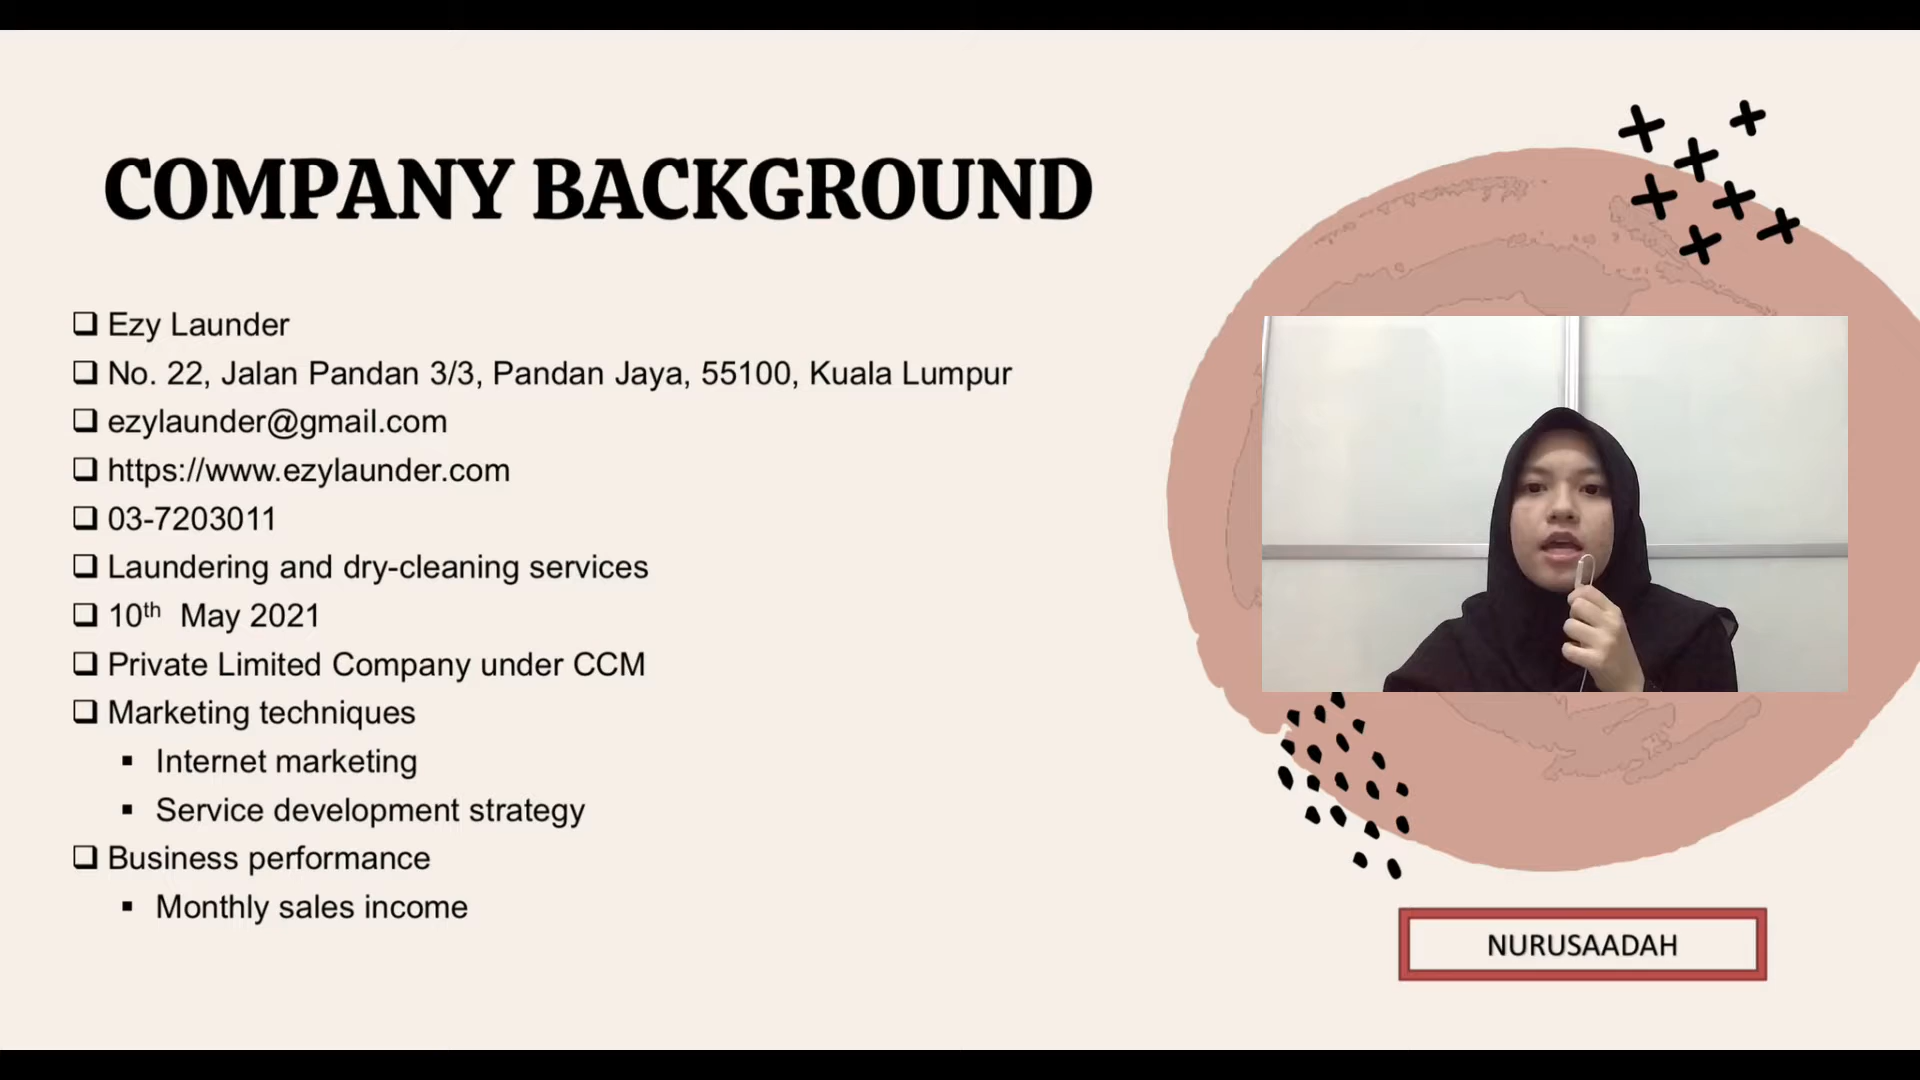 COMPANY BACKGROUND
Ezy Launder
No. 22, Jalan Pandan 3/3, Pandan Jaya, 55100, Kuala Lumpur
ezylaunder@gmail.com
https://www.ezylaunder.com
03-7203011
Laundering and dry-cleaning services
10th May 2021
Private Limited Company under CCM
Marketing techniques
Internet marketing
Service development strategy
Business performance
Monthly sales income
NURUSAADAH